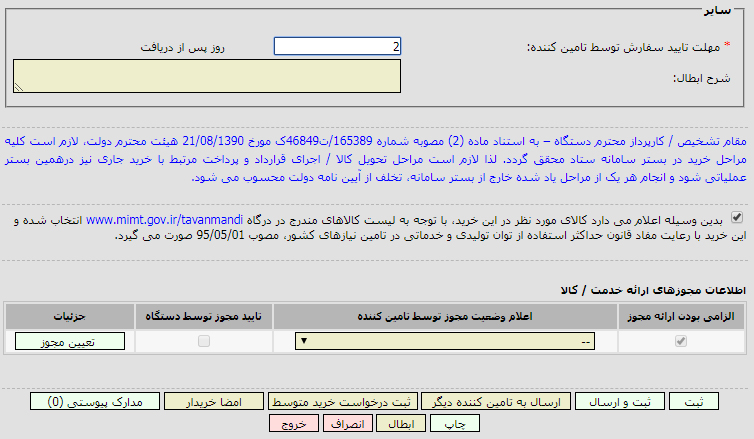 سایر
* مهلت تایید سفارش توسط تامین کننده: 2 روز پس از دریافت
شرح ابطال:
مقام تشخیص / کارپرداز محترم دستگاه – به استناد ماده (2) مصوبه شماره 165389/ت46849ک مورخ 21/08/1390 هیئت محترم دولت، لازم است کلیه
مراحل خرید در بستر سامانه ستاد محقق گردد. لذا لازم است مراحل تحویل کالا / اجرای قرارداد و پرداخت مرتبط با خرید جاری نیز درهمین بستر
عملیاتی شود و انجام هر یک از مراحل یاد شده خارج از بستر سامانه، تخلف از آیین نامه دولت محسوب می شود.
بدین وسیله اعلام می دارد کالای مورد نظر در این خرید، با توجه به لیست کالاهای مندرج در درگاه www.mimt.gov.ir/tavanmandi انتخاب شده و
این خرید با رعایت مفاد قانون حداکثر استفاده از توان تولیدی و خدماتی در تامین نیازهای کشور، مصوب 95/05/01 صورت می گیرد.
اطلاعات مجوزهای ارائه خدمت / کالا
الزامی بودن ارائه مجوز اعلام وضعیت مجوز توسط تامین کننده تایید مجوز توسط دستگاه جزئیات
-- تعیین مجوز
ثبت ثبت و ارسال ارسال به تامین کننده دیگر ثبت درخواست خرید متوسط امضا خریدار مدارک پیوستی (0)
چاپ ابطال انصراف خروج